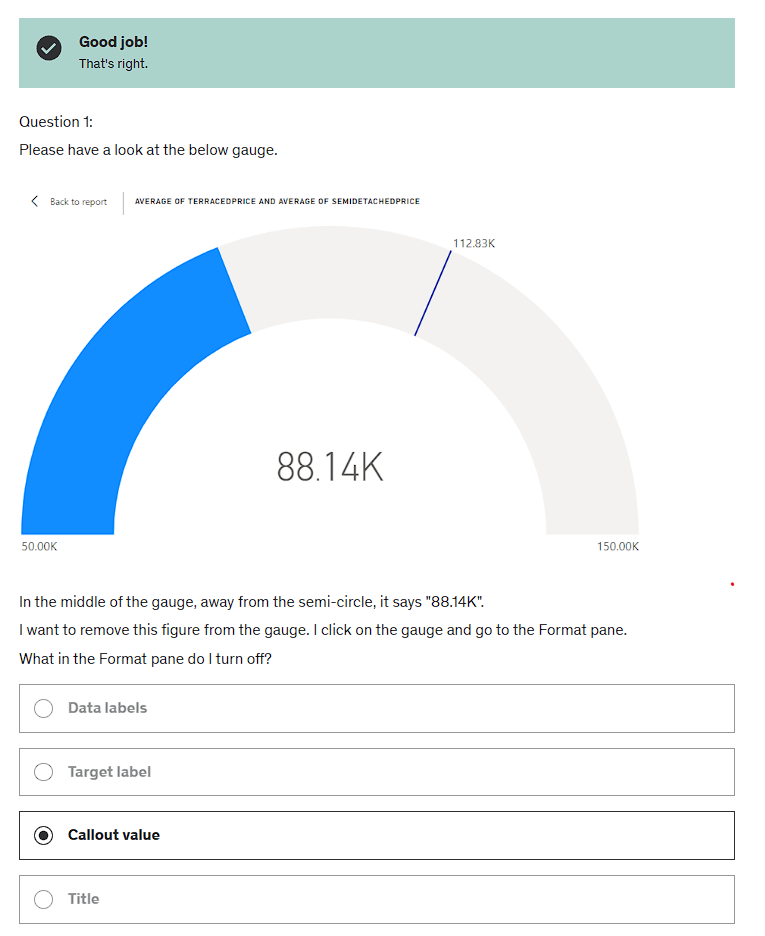 Good job!
That's right.
Question 1:
Please have a look at the below gauge.
Back to report
AVERAGE OF TERRACEDPRICE AND AVERAGE OF SEMIDETACHEDPRICE
112.83K
88.14K
50.00K
150.00K
In the middle of the gauge, away from the semi-circle, it says "88.14K".
I want to remove this figure from the gauge. I click on the gauge and go to the Format pane.
What in the Format pane do I turn off?
Data labels
Target label
Callout value
Title